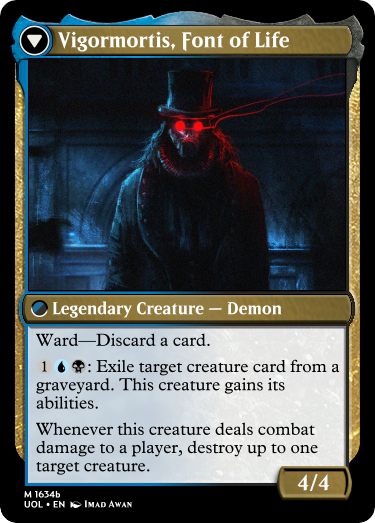 Vigormortis, Font of Life
Legendary Creature — Demon
Ward—Discard a card.
1: Exile target creature card from a
graveyard. This creature gains its
abilities.
Whenever this creature deals combat
damage to a player, destroy up to one
target creature.
4/4
M 1634b
UOL • EN Imad Awan